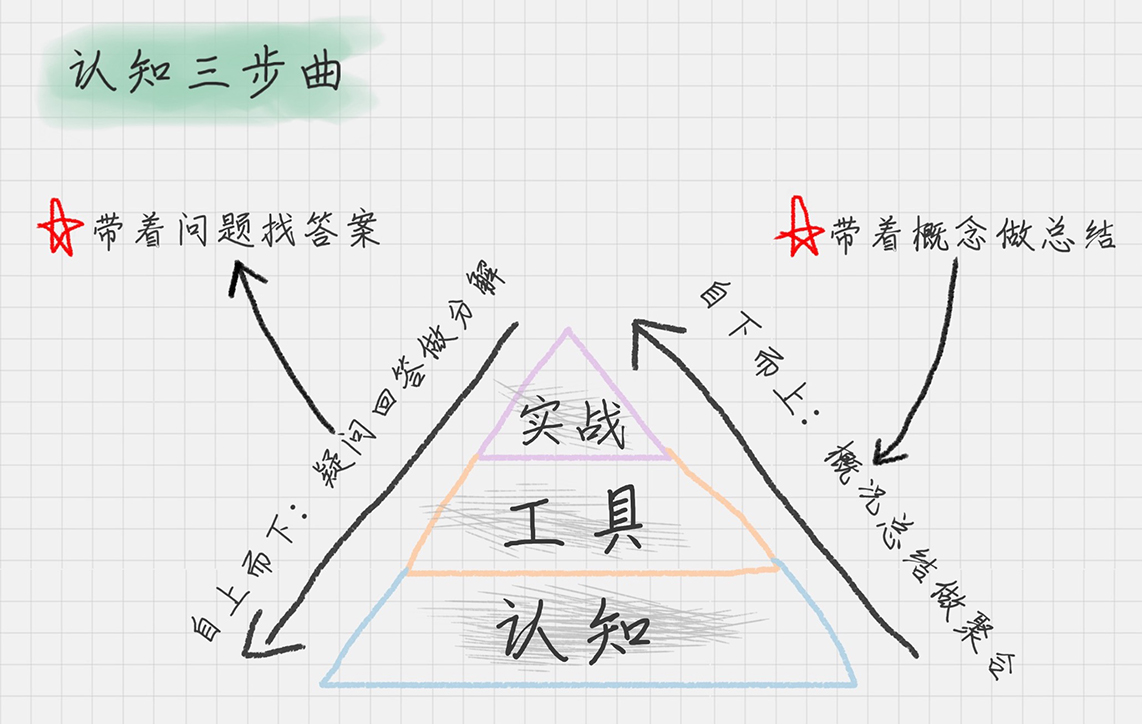 认知三步曲
带着问题找答案
带着概念做总结
自上而下：疑问回答做分解
自下而上：概况总结做聚合
实战
工具
认知